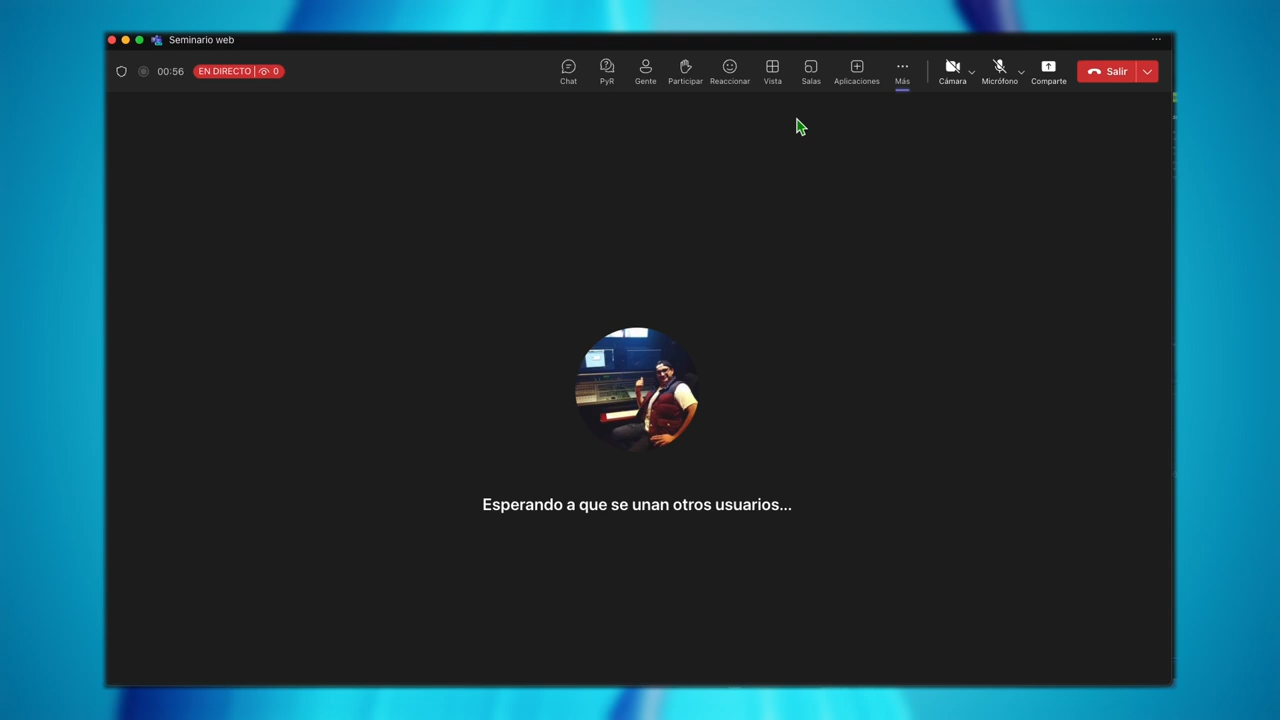 Seminario web
00:56
EN DIRECTO
0
Chat
PyR
Gente
Participar
Reaccionar
Vista
Salas
Aplicaciones
Más
Cámara
Micrófono
Comparte
Salir
Esperando a que se unan otros usuarios...